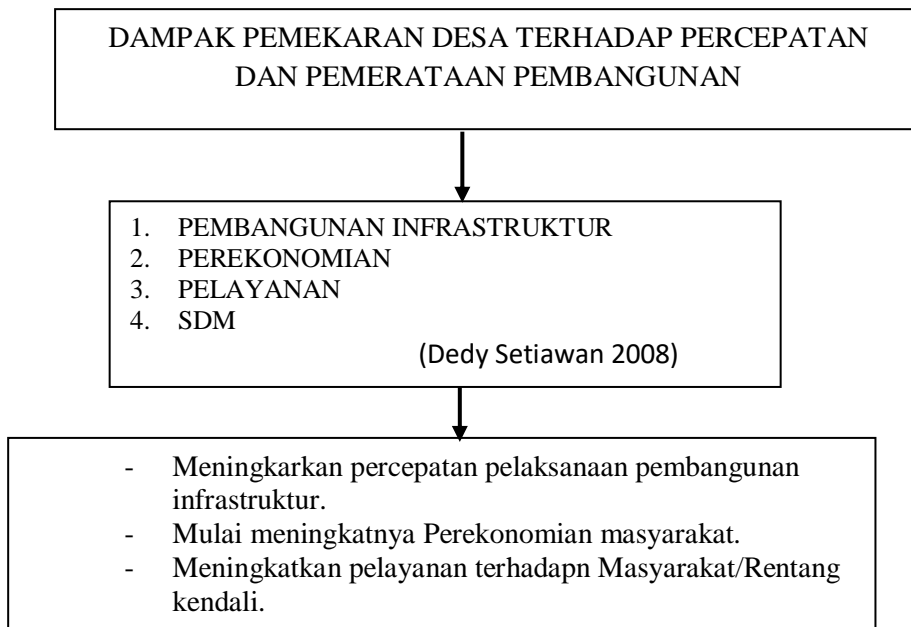 DAMPAK PEMEKARAN DESA TERHADAP PERCEPATAN
DAN PEMERATAAN PEMBANGUNAN
1. PEMBANGUNAN INFRASTRUKTUR
2. PEREKONOMIAN
3. PELAYANAN
4. SDM
(Dedy Setiawan 2008)
- Meningkarkan percepatan pelaksanaan pembangunan
infrastruktur.
- Mulai meningkatnya Perekonomian masyarakat.
- Meningkatkan pelayanan terhadapn Masyarakat/Rentang
kendali.